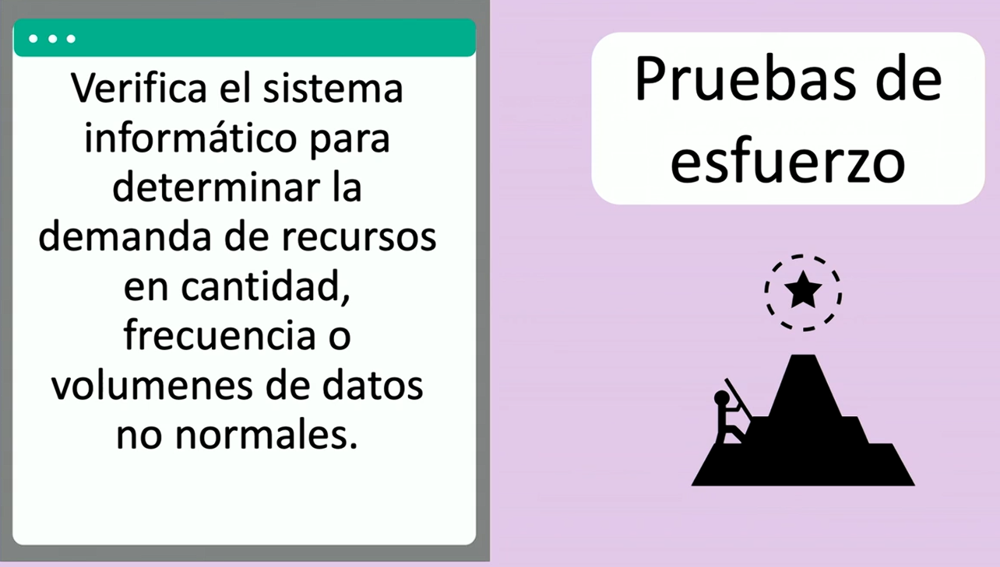 Verifica el sistema
informático para
determinar la
demanda de recursos
en cantidad,
frecuencia o
volumenes de datos
no normales.
Pruebas de
esfuerzo